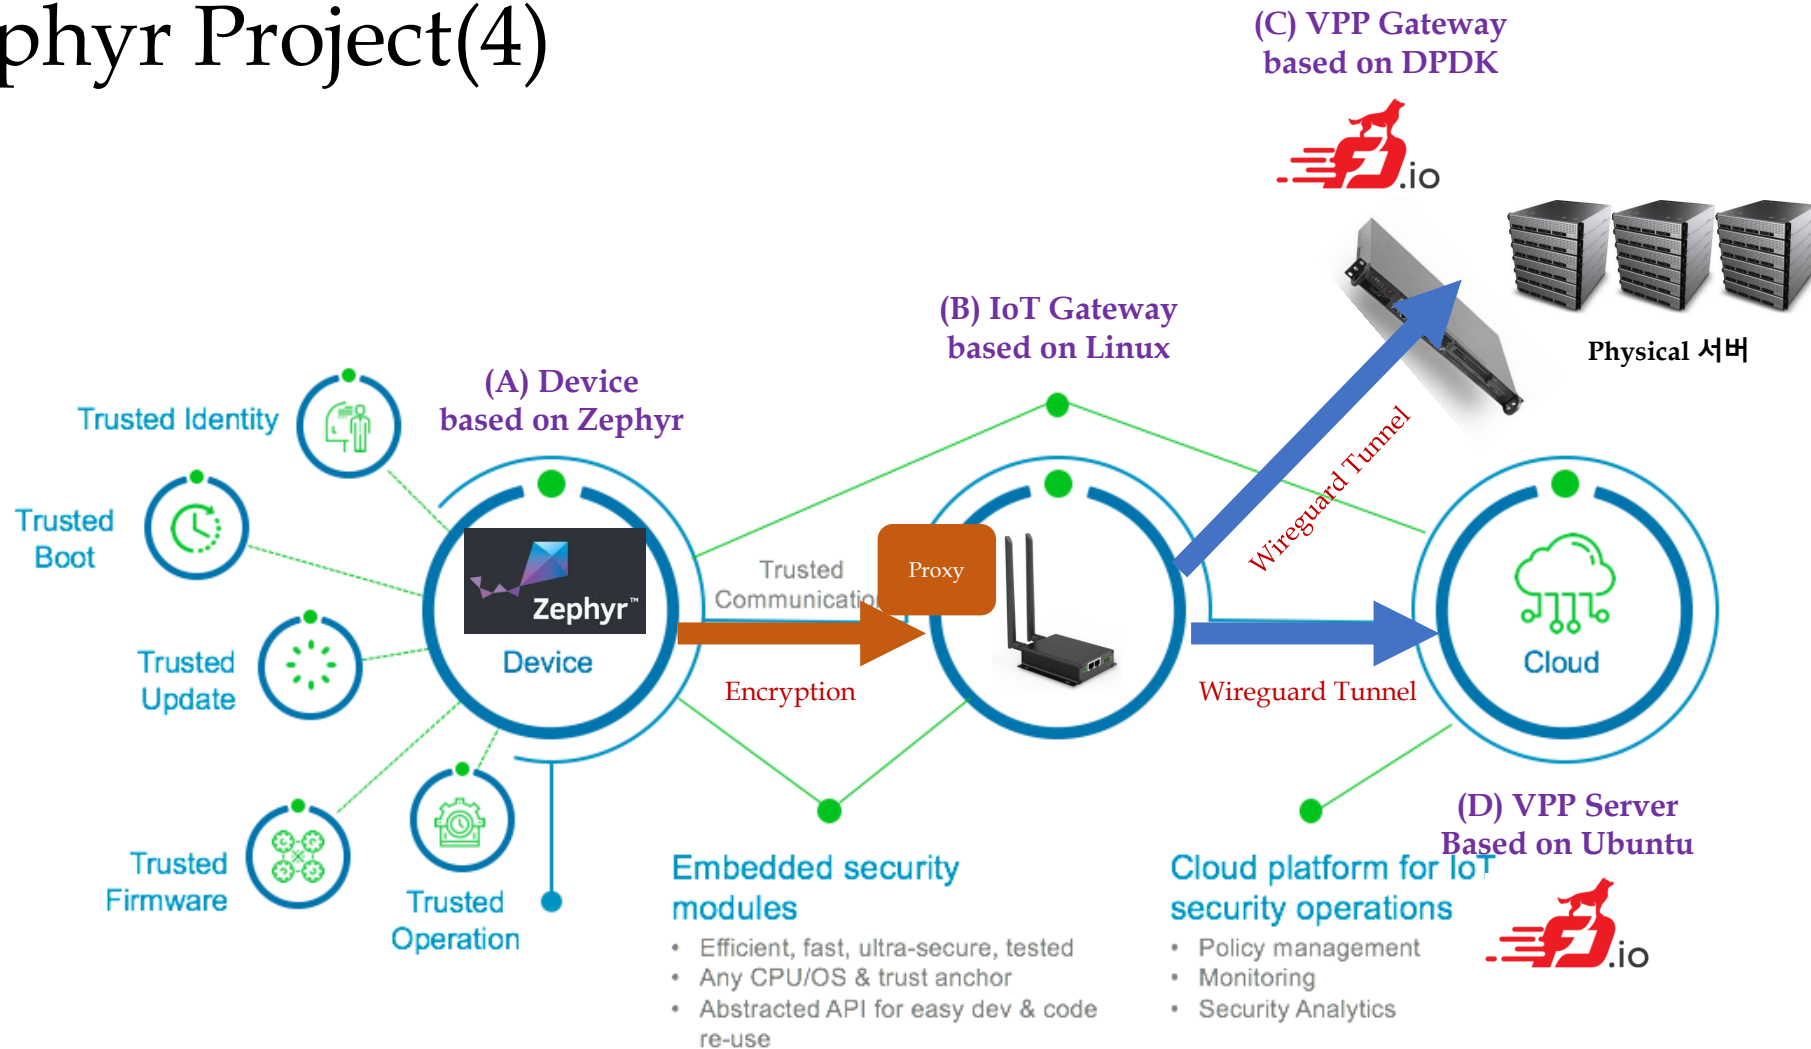 phyr Project(4)
(C) VPP Gateway
based on DPDK
.io
Physical 서버
(B) IoT Gateway
based on Linux
(A) Device
based on Zephyr
Trusted Identity
Trusted
Boot
Trusted
Update
Trusted
Firmware
Trusted
Operation
Zephyr™
Device
Trusted
Communication
Proxy
Encryption
Wireguard Tunnel
Wireguard Tunnel
Cloud
(D) VPP Server
Based on Ubuntu
.io
Embedded security
modules
• Efficient, fast, ultra-secure, tested
• Any CPU/OS & trust anchor
• Abstracted API for easy dev & code
re-use
Cloud platform for IoT
security operations
• Policy management
• Monitoring
• Security Analytics